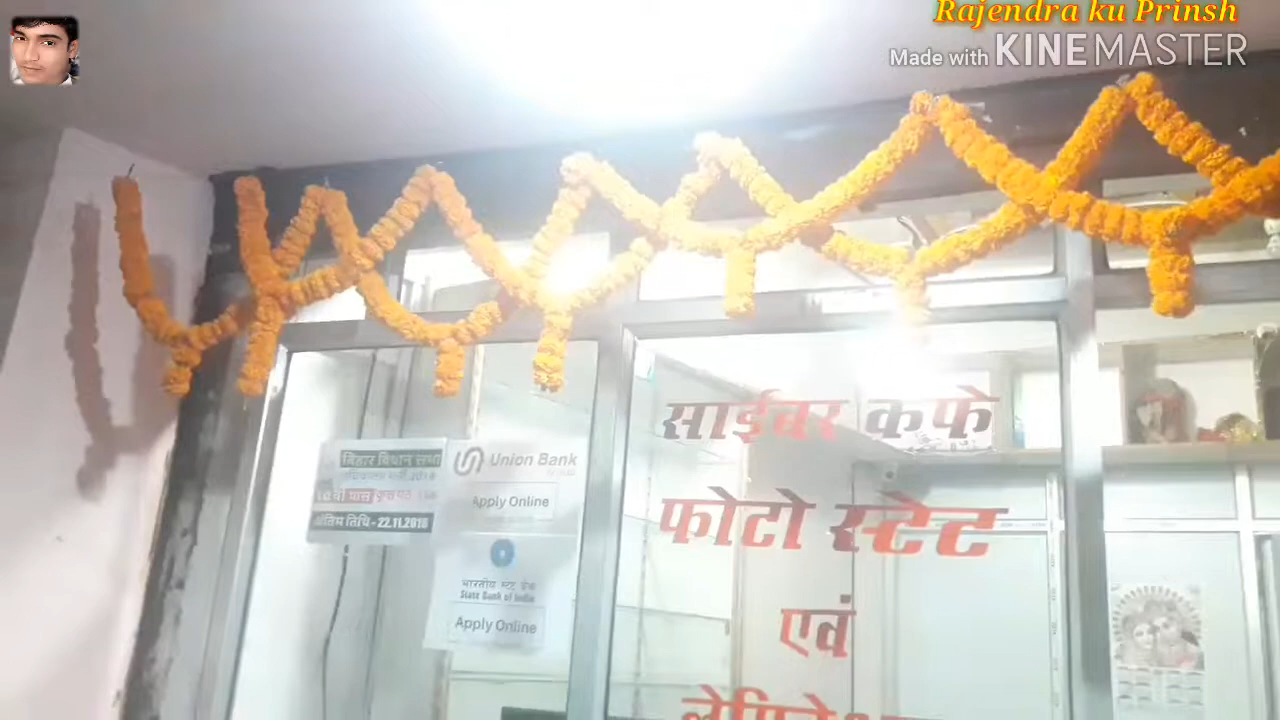 Rajendra ku Prinsh
Made with KINEMASTER
साईबर कफे
फोटो स्टेट
एवं
बिहार विधान सभा
10वीं पास
अंतिम तिथि - 22.11.2018
Union Bank
Apply Online
भारतीय स्टेट बैंक
State Bank of India
Apply Online